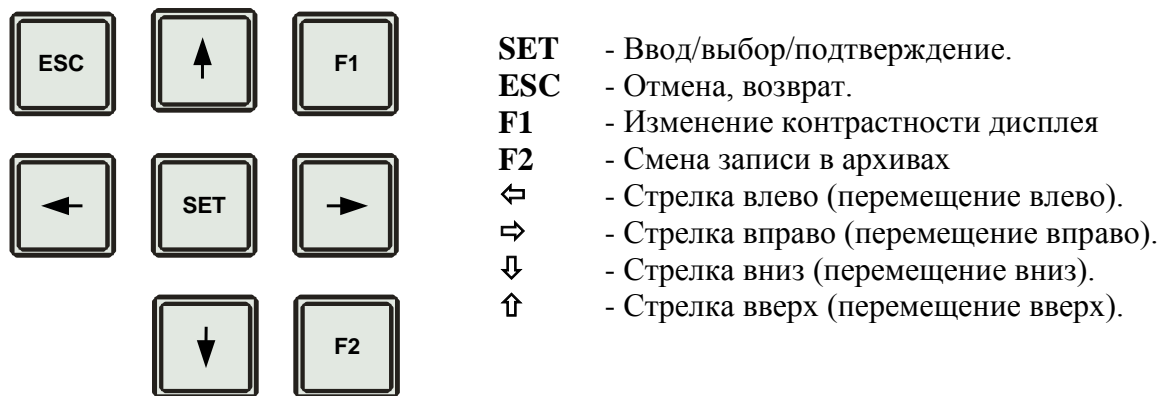 ESC
F1
SET
F2
SET - Ввод/выбор/подтверждение.
ESC - Отмена, возврат.
F1 - Изменение контрастности дисплея
F2 - Смена записи в архивах
⇦ - Стрелка влево (перемещение влево).
⇨ - Стрелка вправо (перемещение вправо).
⇩ - Стрелка вниз (перемещение вниз).
⇧ - Стрелка вверх (перемещение вверх).